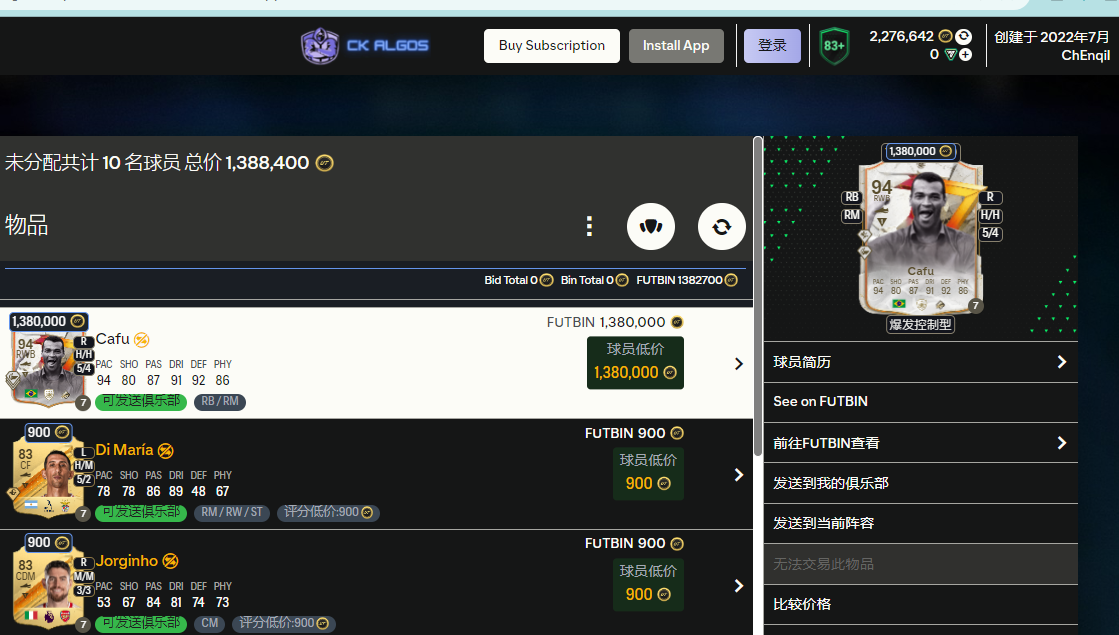 CK ALGOS
Buy Subscription
Install App
登录
83+
2,276,642
0
创建于 2022年7月
ChEnqil
未分配共计 10 名球员 总价 1,388,400
物品
Bid Total 0 Bin Total 0 FUTBIN 1382700
1,380,000
94
RWB
R
H/H
5/4
7
Cafu
PAC SHO PAS DRI DEF PHY
94 80 87 91 92 86
可发送俱乐部 RB / RM
FUTBIN 1,380,000
球员低价
1,380,000
900
83
CF
L
H/M
5/2
7
Di María
PAC SHO PAS DRI DEF PHY
78 78 86 89 48 67
可发送俱乐部 RM / RW / ST 评分低价:900
FUTBIN 900
球员低价
900
900
83
CDM
R
M/M
3/3
7
Jorginho
PAC SHO PAS DRI DEF PHY
53 67 84 81 74 73
可发送俱乐部 CM 评分低价:900
FUTBIN 900
球员低价
900
1,380,000
94
RWB
RB
RM
R
H/H
5/4
Cafu
PAC SHO PAS DRI DEF PHY
94 80 87 91 92 86
7
爆发控制型
球员简历
See on FUTBIN
前往FUTBIN查看
发送到我的俱乐部
发送到当前阵容
无法交易此物品
比较价格